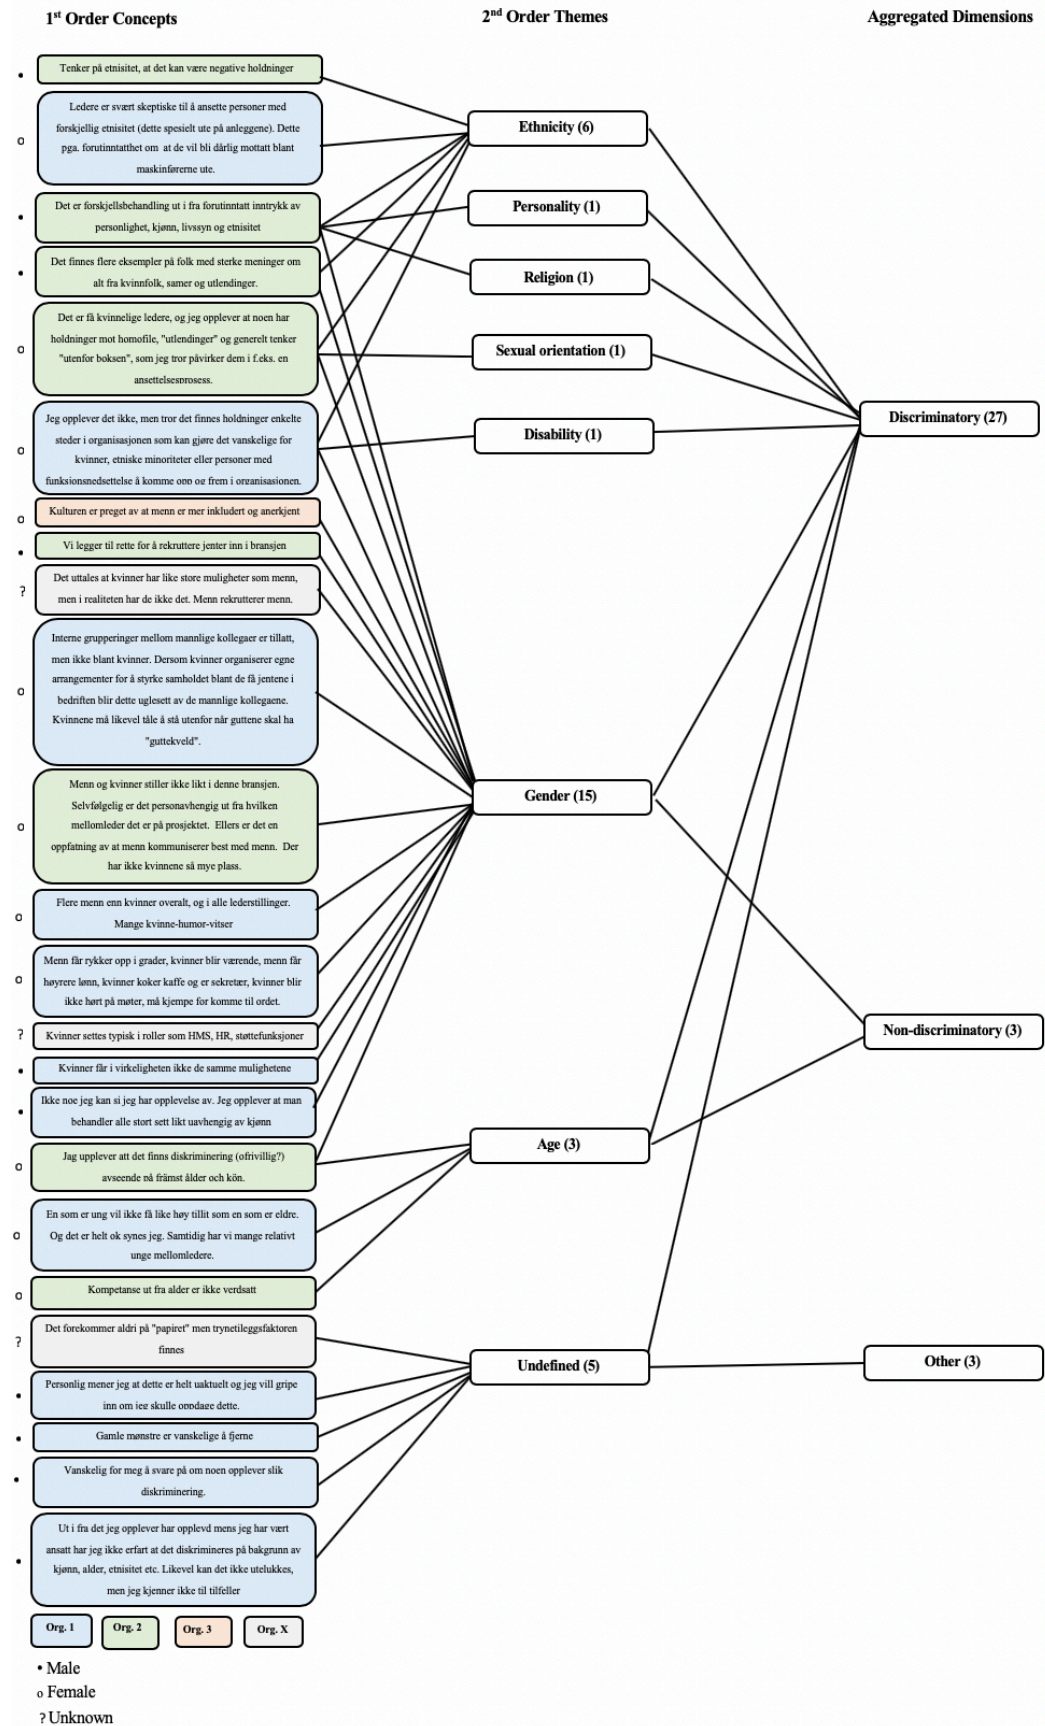 1st Order Concepts
2nd Order Themes
Aggregated Dimensions
• Tenker på etnisitet, at det kan være negative holdninger
o Ledere er svært skeptiske til å ansette personer med
forskjellig etnisitet (dette spesielt ute på anleggene). Dette
pga. forutinntatthet om at de vil bli dårlig mottatt blant
maskinførerne ute.
• Det er forskjellsbehandling ut i fra forutinntatt inntrykk av
personlighet, kjønn, livssyn og etnisitet
• Det finnes flere eksempler på folk med sterke meninger om
alt fra kvinnfolk, samer og utlendinger.
o Det er få kvinnelige ledere, og jeg opplever at noen har
holdninger mot homofile, "utlendinger" og generelt tenker
"utenfor boksen", som jeg tror påvirker dem i f.eks. en
ansettelsesprosess.
o Jeg opplever det ikke, men tror det finnes holdninger enkelte
steder i organisasjonen som kan gjøre det vanskelige for
kvinner, etniske minoriteter eller personer med
funksjonsnedsettelse å komme opp og frem i organisasjonen.
o Kulturen er preget av at menn er mer inkludert og anerkjent
• Vi legger til rette for å rekruttere jenter inn i bransjen
? Det uttales at kvinner har like store muligheter som menn,
men i realiteten har de ikke det. Menn rekrutterer menn.
o Interne grupperinger mellom mannlige kollegaer er tillatt,
men ikke blant kvinner. Dersom kvinner organiserer egne
arrangementer for å styrke samholdet blant de få jentene i
bedriften blir dette uglesett av de mannlige kollegaene.
Kvinnene må likevel tåle å stå utenfor når guttene skal ha
"guttekveld".
o Menn og kvinner stiller ikke likt i denne bransjen.
Selvfølgelig er det personavhengig ut fra hvilken
mellomleder det er på prosjektet. Ellers er det en
oppfatning av at menn kommuniserer best med menn. Der
har ikke kvinnene så mye plass.
o Flere menn enn kvinner overalt, og i alle lederstillinger.
Mange kvinne-humor-vitser
o Menn får rykker opp i grader, kvinner blir værende, menn får
høyrere lønn, kvinner koker kaffe og er sekretær, kvinner blir
ikke hørt på møter, må kjempe for komme til ordet.
? Kvinner settes typisk i roller som HMS, HR, støttefunksjoner
• Kvinner får i virkeligheten ikke de samme mulighetene
• Ikke noe jeg kan si jeg har opplevelse av. Jeg opplever at man
behandler alle stort sett likt uavhengig av kjønn
o Jag upplever att det finns diskriminering (ofrivillig?)
avseende på främst ålder och kön.
o En som er ung vil ikke få like høy tillit som en som er eldre.
Og det er helt ok synes jeg. Samtidig har vi mange relativt
unge mellomledere.
o Kompetanse ut fra alder er ikke verdsatt
? Det forekommer aldri på "papiret" men trynetileggsfaktoren
finnes
• Personlig mener jeg at dette er helt uaktuelt og jeg vill gripe
inn om jeg skulle oppdage dette.
• Gamle mønstre er vanskelige å fjerne
• Vanskelig for meg å svare på om noen opplever slik
diskriminering.
• Ut i fra det jeg opplever har opplevd mens jeg har vært
ansatt har jeg ikke erfart at det diskrimineres på bakgrunn av
kjønn, alder, etnisitet etc. Likevel kan det ikke utelukkes,
men jeg kjenner ikke til tilfeller
Ethnicity (6)
Personality (1)
Religion (1)
Sexual orientation (1)
Disability (1)
Gender (15)
Age (3)
Undefined (5)
Discriminatory (27)
Non-discriminatory (3)
Other (3)
Org. 1
Org. 2
Org. 3
Org. X
• Male
o Female
? Unknown